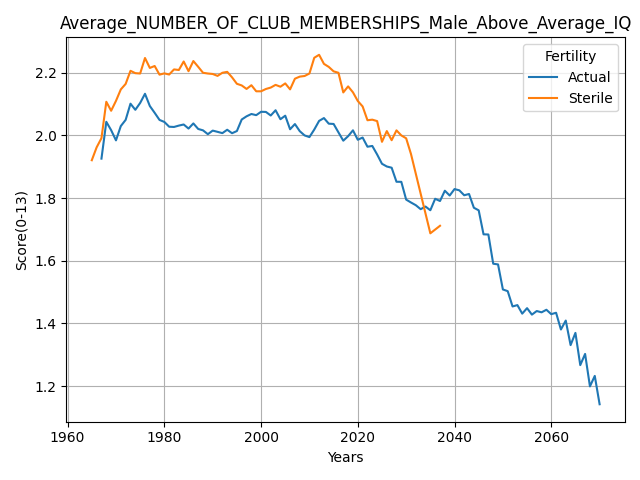 Average_NUMBER_OF_CLUB_MEMBERSHIPS_Male_Above_Average_IQ
Fertility
Actual
Sterile
Score(0-13)
2.2
2.0
1.8
1.6
1.4
1.2
1960 1980 2000 2020 2040 2060
Years